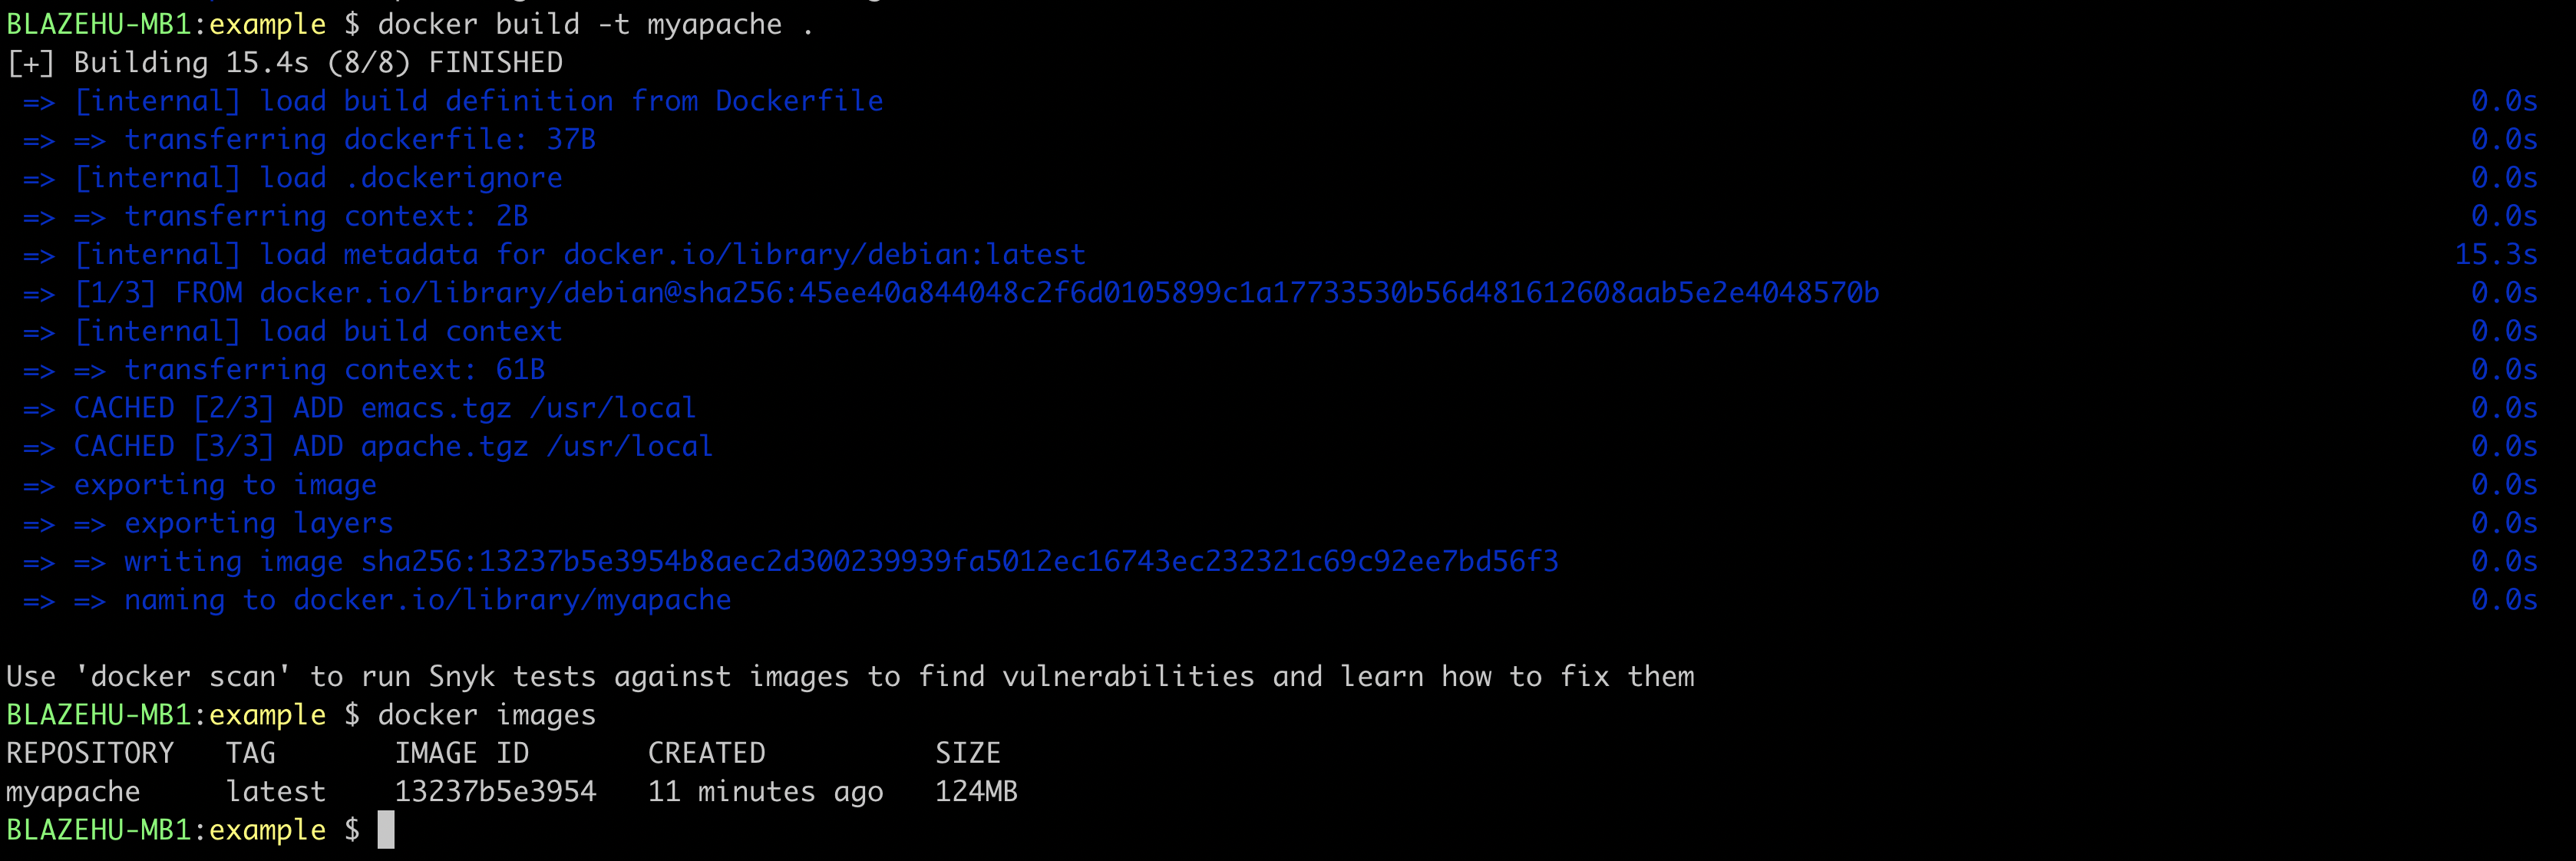 BLAZEHU-MB1:example $ docker build -t myapache .
[+] Building 15.4s (8/8) FINISHED
=> [internal] load build definition from Dockerfile 0.0s
=> => transferring dockerfile: 37B 0.0s
=> [internal] load .dockerignore 0.0s
=> => transferring context: 2B 0.0s
=> [internal] load metadata for docker.io/library/debian:latest 15.3s
=> [1/3] FROM docker.io/library/debian@sha256:45ee40a844048c2f6d0105899c1a17733530b56d481612608aab5e2e4048570b 0.0s
=> [internal] load build context 0.0s
=> => transferring context: 61B 0.0s
=> CACHED [2/3] ADD emacs.tgz /usr/local 0.0s
=> CACHED [3/3] ADD apache.tgz /usr/local 0.0s
=> exporting to image 0.0s
=> => exporting layers 0.0s
=> => writing image sha256:13237b5e3954b8aec2d300239939fa5012ec16743ec232321c69c92ee7bd56f3 0.0s
=> => naming to docker.io/library/myapache 0.0s
Use 'docker scan' to run Snyk tests against images to find vulnerabilities and learn how to fix them
BLAZEHU-MB1:example $ docker images
REPOSITORY TAG IMAGE ID CREATED SIZE
myapache latest 13237b5e3954 11 minutes ago 124MB
BLAZEHU-MB1:example $